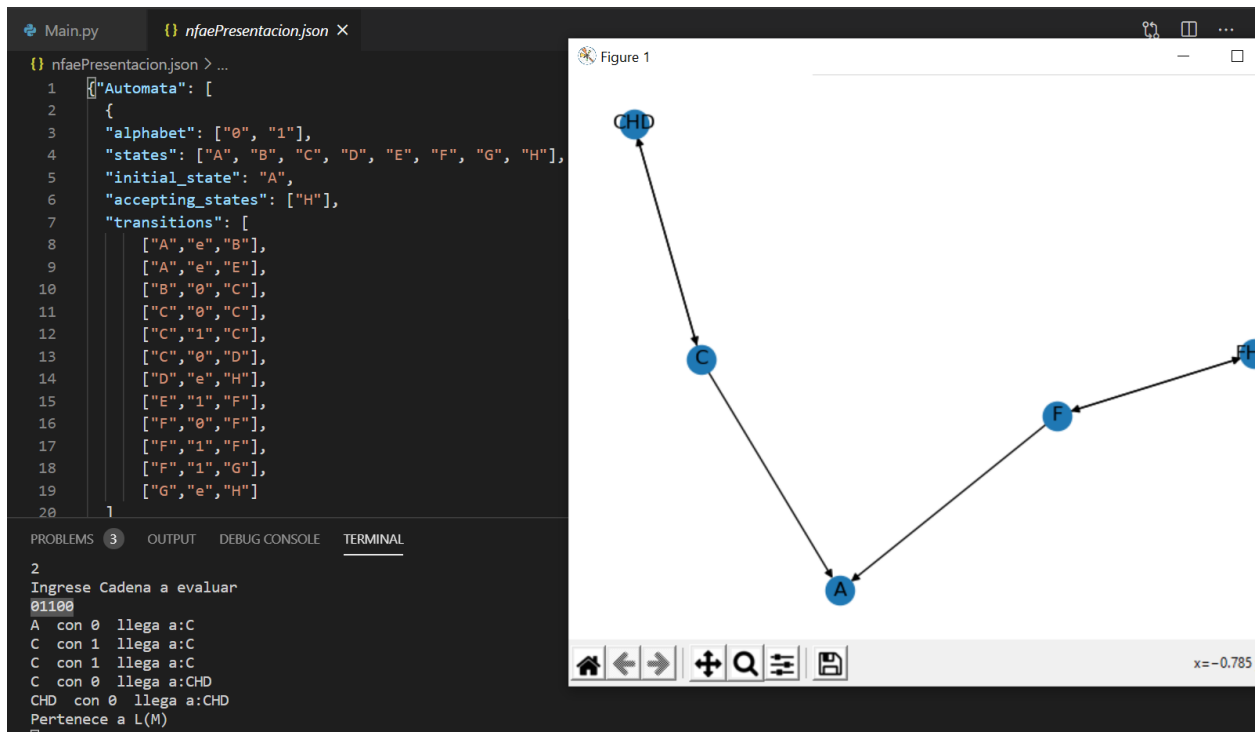 Main.py
{} nfaePresentacion.json ×
{} nfaePresentacion.json > ...
1 {"Automata": [
2 {
3 "alphabet": ["0", "1"],
4 "states": ["A", "B", "C", "D", "E", "F", "G", "H"],
5 "initial_state": "A",
6 "accepting_states": ["H"],
7 "transitions": [
8 ["A","e","B"],
9 ["A","e","E"],
10 ["B","0","C"],
11 ["C","0","C"],
12 ["C","1","C"],
13 ["C","0","D"],
14 ["D","e","H"],
15 ["E","1","F"],
16 ["F","0","F"],
17 ["F","1","F"],
18 ["F","1","G"],
19 ["G","e","H"]
20 ]
PROBLEMS 3 OUTPUT DEBUG CONSOLE TERMINAL
2
Ingrese Cadena a evaluar
01100
A con 0 llega a:C
C con 1 llega a:C
C con 1 llega a:C
C con 0 llega a:CHD
CHD con 0 llega a:CHD
Pertenece a L(M)
Figure 1
CHD
C
FH
F
A
x=-0.785